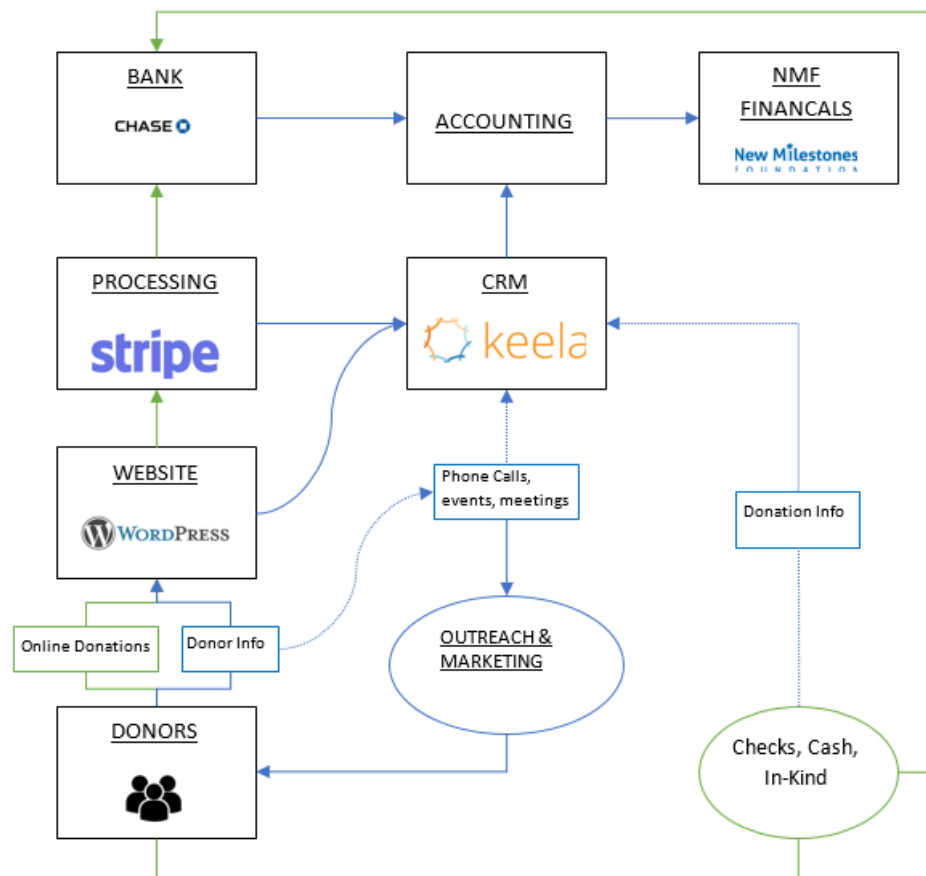 BANK
CHASE
ACCOUNTING
NMF
FINANCALS
New Milestones
FOUNDATION
PROCESSING
stripe
CRM
keela
WEBSITE
WORDPRESS
Phone Calls,
events, meetings
Donation Info
Online Donations
Donor Info
OUTREACH &
MARKETING
DONORS
Checks, Cash,
In-Kind